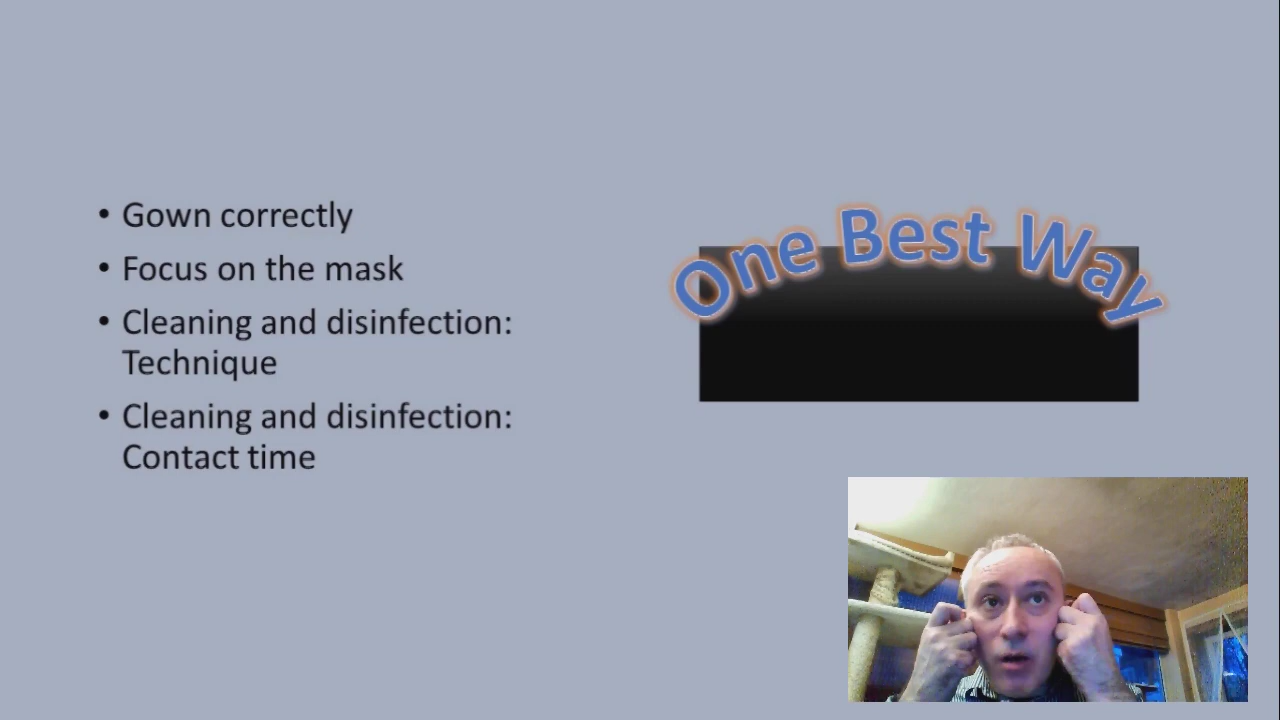 • Gown correctly
• Focus on the mask
• Cleaning and disinfection:
Technique
• Cleaning and disinfection:
Contact time
One Best Way